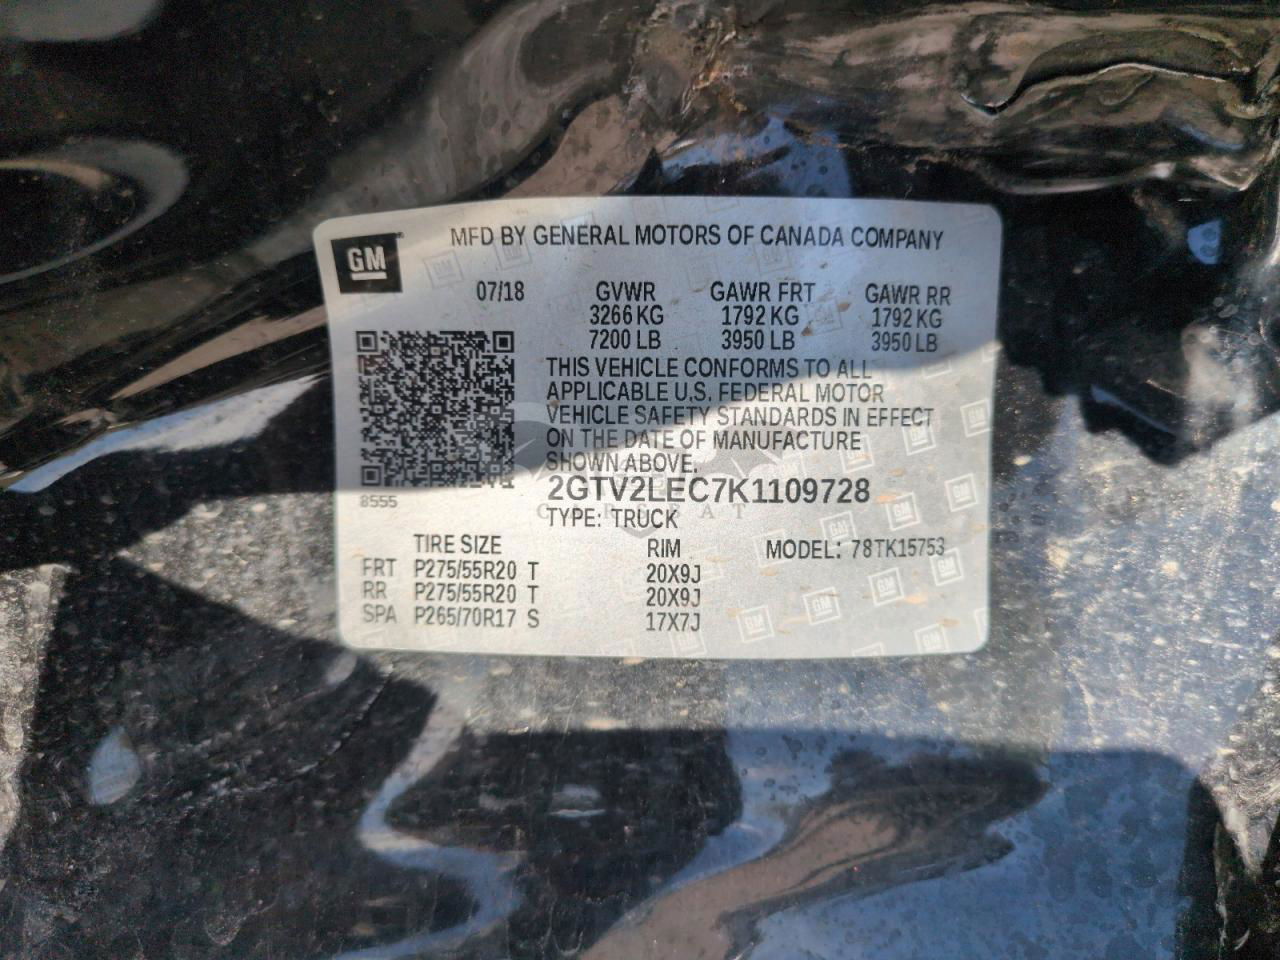 GM
MFD BY GENERAL MOTORS OF CANADA COMPANY
07/18 GVWR GAWR FRT GAWR RR
3266 KG 1792 KG 1792 KG
7200 LB 3950 LB 3950 LB
THIS VEHICLE CONFORMS TO ALL
APPLICABLE U.S. FEDERAL MOTOR
VEHICLE SAFETY STANDARDS IN EFFECT
ON THE DATE OF MANUFACTURE
SHOWN ABOVE.
8555
2GTV2LEC7K1109728
TYPE: TRUCK
TIRE SIZE RIM MODEL: 78TK15753
FRT P275/55R20 T 20X9J
RR P275/55R20 T 20X9J
SPA P265/70R17 S 17X7J